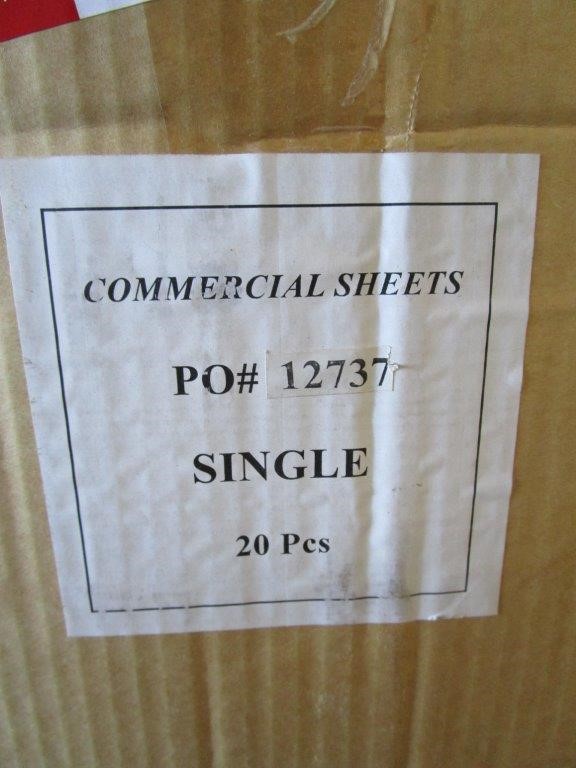 COMMERCIAL SHEETS
PO# 12737
SINGLE
20 Pcs